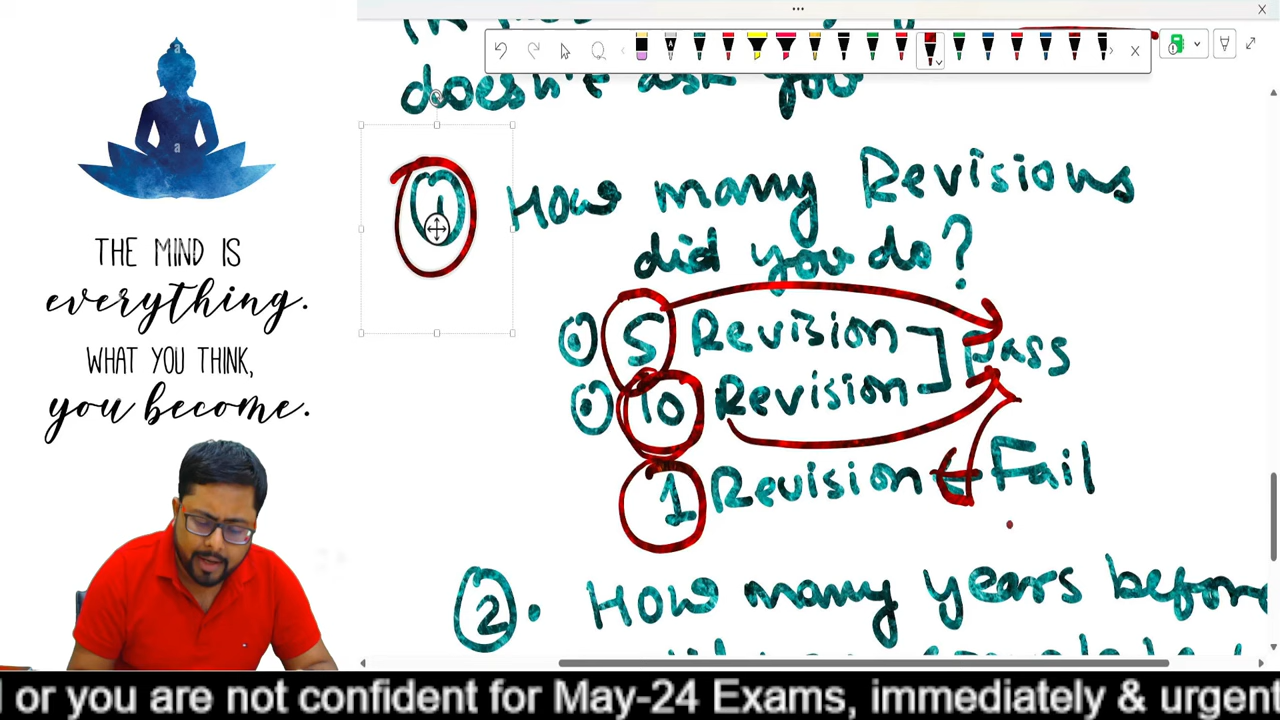 THE MIND IS
everything.
WHAT YOU THINK,
you become.
doesn't ask you
1 How many Revisions
did you do?
5 Revision
10 Revision
Pass
1 Revision - Fail
2. How many years before
or you are not confident for May-24 Exams, immediately & urgent